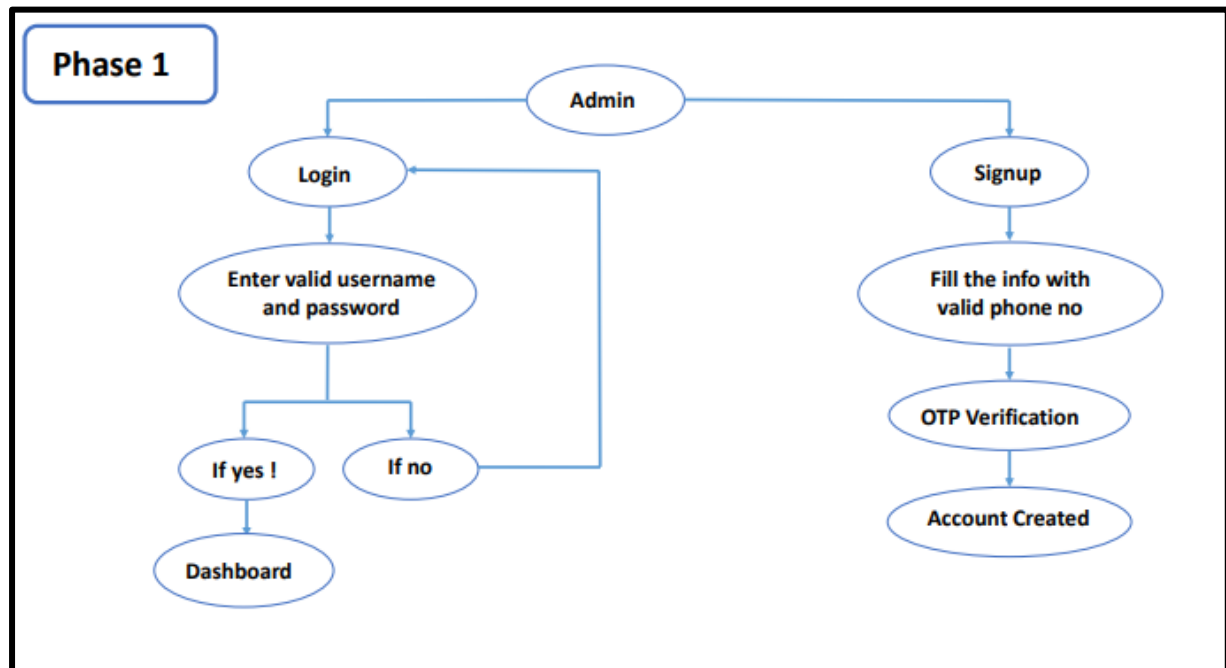 Phase 1
Admin
Login
Signup
Enter valid username
and password
Fill the info with
valid phone no
OTP Verification
If yes !
If no
Account Created
Dashboard